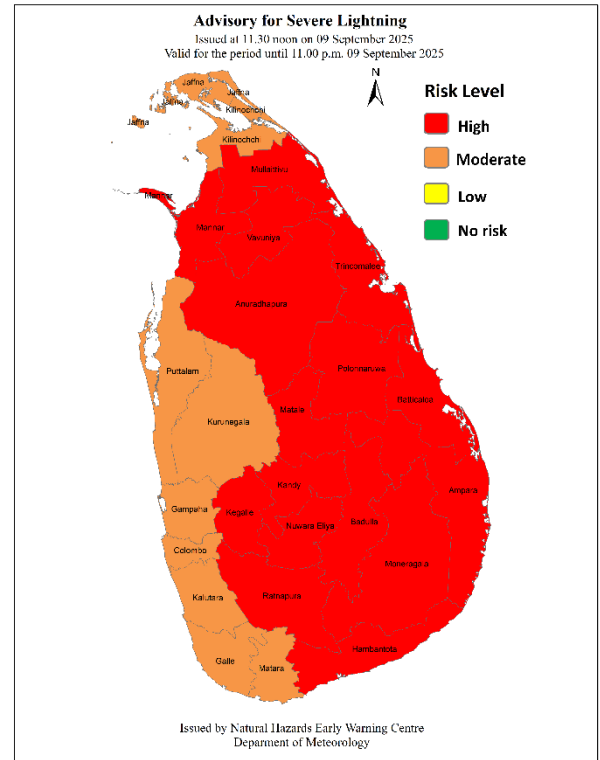 Advisory for Severe Lightning
Issued at 11.30 noon on 09 September 2025
Valid for the period until 11.00 p.m. 09 September 2025
N
Risk Level
High
Moderate
Low
No risk
Jaffna
Jaffna
Jaffna
Kilinochchi
Jaffna
Kilinochchi
Mullaitivu
Mannar
Mannar
Vavuniya
Trincomalee
Anuradhapura
Puttalam
Polonnaruwa
Batticaloa
Matale
Kurunegala
Kandy
Ampara
Gampaha
Kegalle
Nuwara Eliya
Badulla
Colombo
Moneragala
Kalutara
Ratnapura
Hambantota
Galle
Matara
Issued by Natural Hazards Early Warning Centre
Deparment of Meteorology